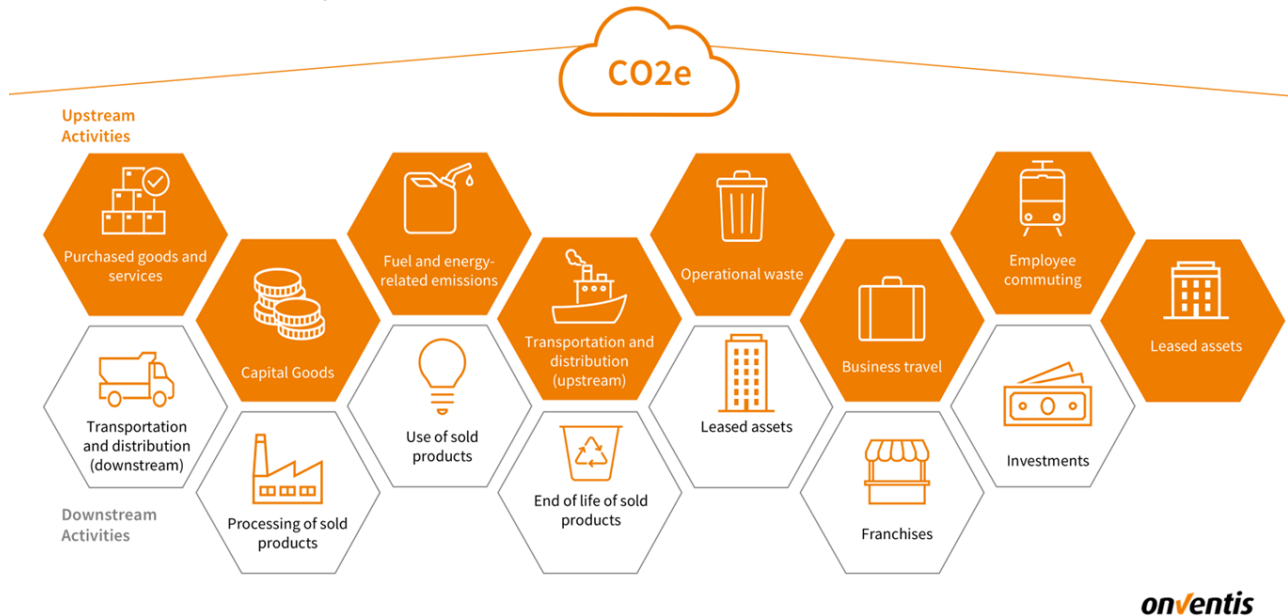 CO2e
Upstream
Activities
Purchased goods and
services
Capital Goods
Fuel and energy-
related emissions
Transportation and
distribution
(upstream)
Operational waste
Business travel
Employee
commuting
Leased assets
Transportation
and distribution
(downstream)
Processing of sold
products
Use of sold
products
End of life of sold
products
Leased assets
Franchises
Investments
Downstream
Activities
onventis